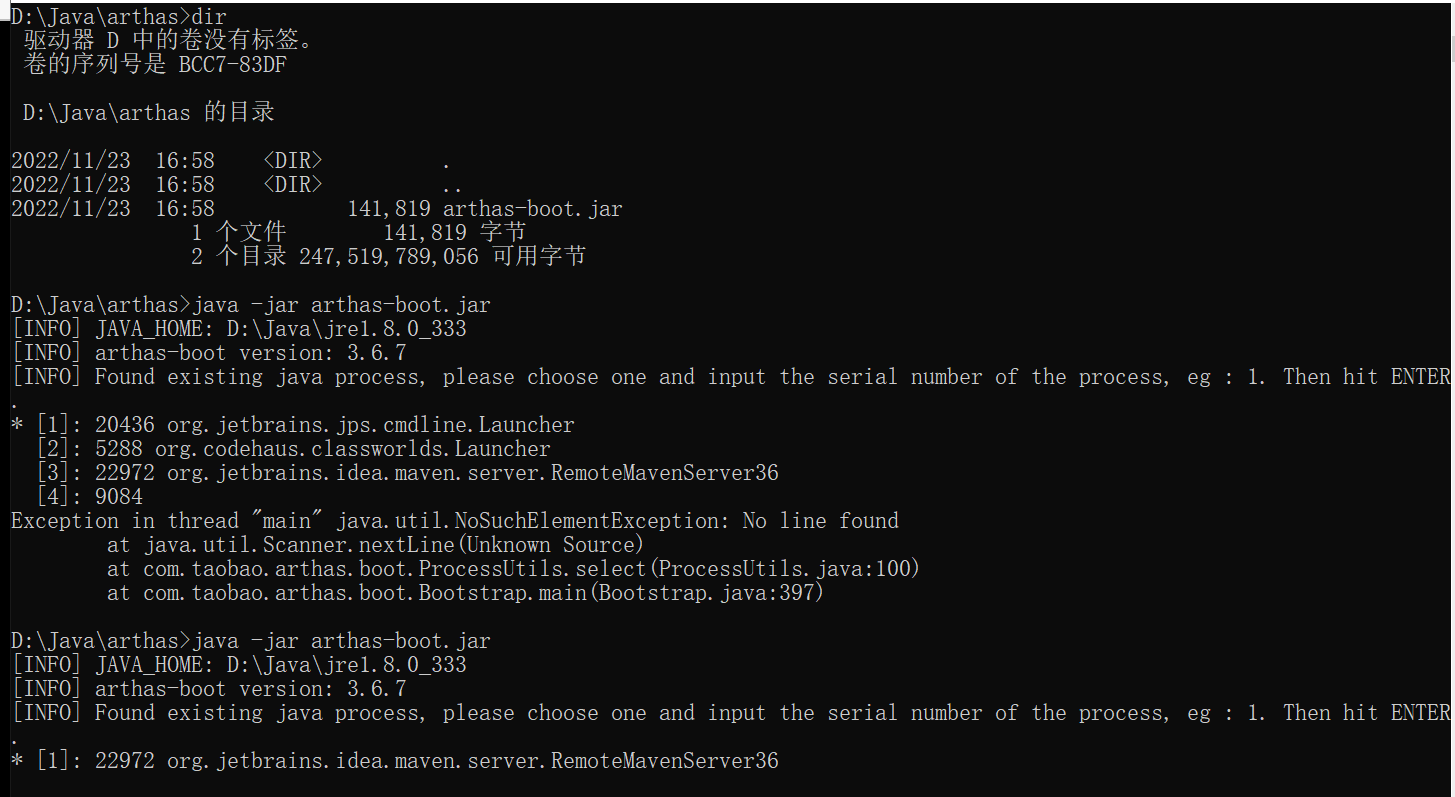 D:\Java\arthas>dir
驱动器 D 中的卷没有标签。
卷的序列号是 BCC7-83DF
D:\Java\arthas 的目录
2022/11/23  16:58    <DIR>          .
2022/11/23  16:58    <DIR>          ..
2022/11/23  16:58           141,819 arthas-boot.jar
1 个文件        141,819 字节
2 个目录 247,519,789,056 可用字节
D:\Java\arthas>java -jar arthas-boot.jar
[INFO] JAVA_HOME: D:\Java\jre1.8.0_333
[INFO] arthas-boot version: 3.6.7
[INFO] Found existing java process, please choose one and input the serial number of the process, eg : 1. Then hit ENTER
.
* [1]: 20436 org.jetbrains.jps.cmdline.Launcher
[2]: 5288 org.codehaus.classworlds.Launcher
[3]: 22972 org.jetbrains.idea.maven.server.RemoteMavenServer36
[4]: 9084
Exception in thread "main" java.util.NoSuchElementException: No line found
at java.util.Scanner.nextLine(Unknown Source)
at com.taobao.arthas.boot.ProcessUtils.select(ProcessUtils.java:100)
at com.taobao.arthas.boot.Bootstrap.main(Bootstrap.java:397)
D:\Java\arthas>java -jar arthas-boot.jar
[INFO] JAVA_HOME: D:\Java\jre1.8.0_333
[INFO] arthas-boot version: 3.6.7
[INFO] Found existing java process, please choose one and input the serial number of the process, eg : 1. Then hit ENTER
.
* [1]: 22972 org.jetbrains.idea.maven.server.RemoteMavenServer36